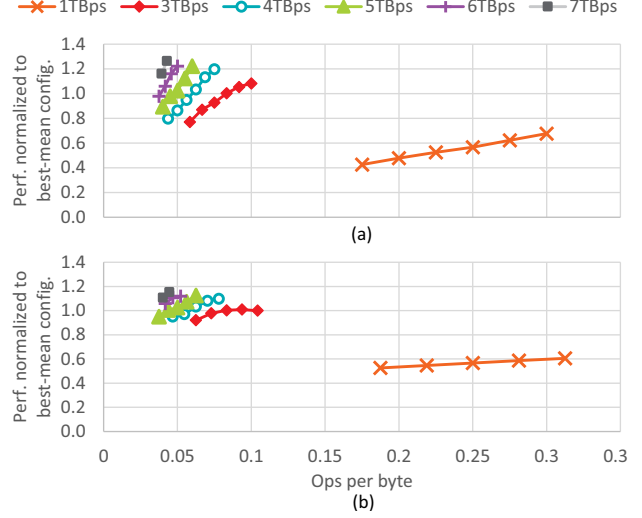 1TBps 3TBps 4TBps 5TBps 6TBps 7TBps
Perf. normalized to
best-mean config.
1.4
1.2
1.0
0.8
0.6
0.4
0.2
0.0
(a)
Perf. normalized to
best-mean config.
1.4
1.2
1.0
0.8
0.6
0.4
0.2
0.0
0 0.05 0.1 0.15 0.2 0.25 0.3 0.3
Ops per byte
(b)